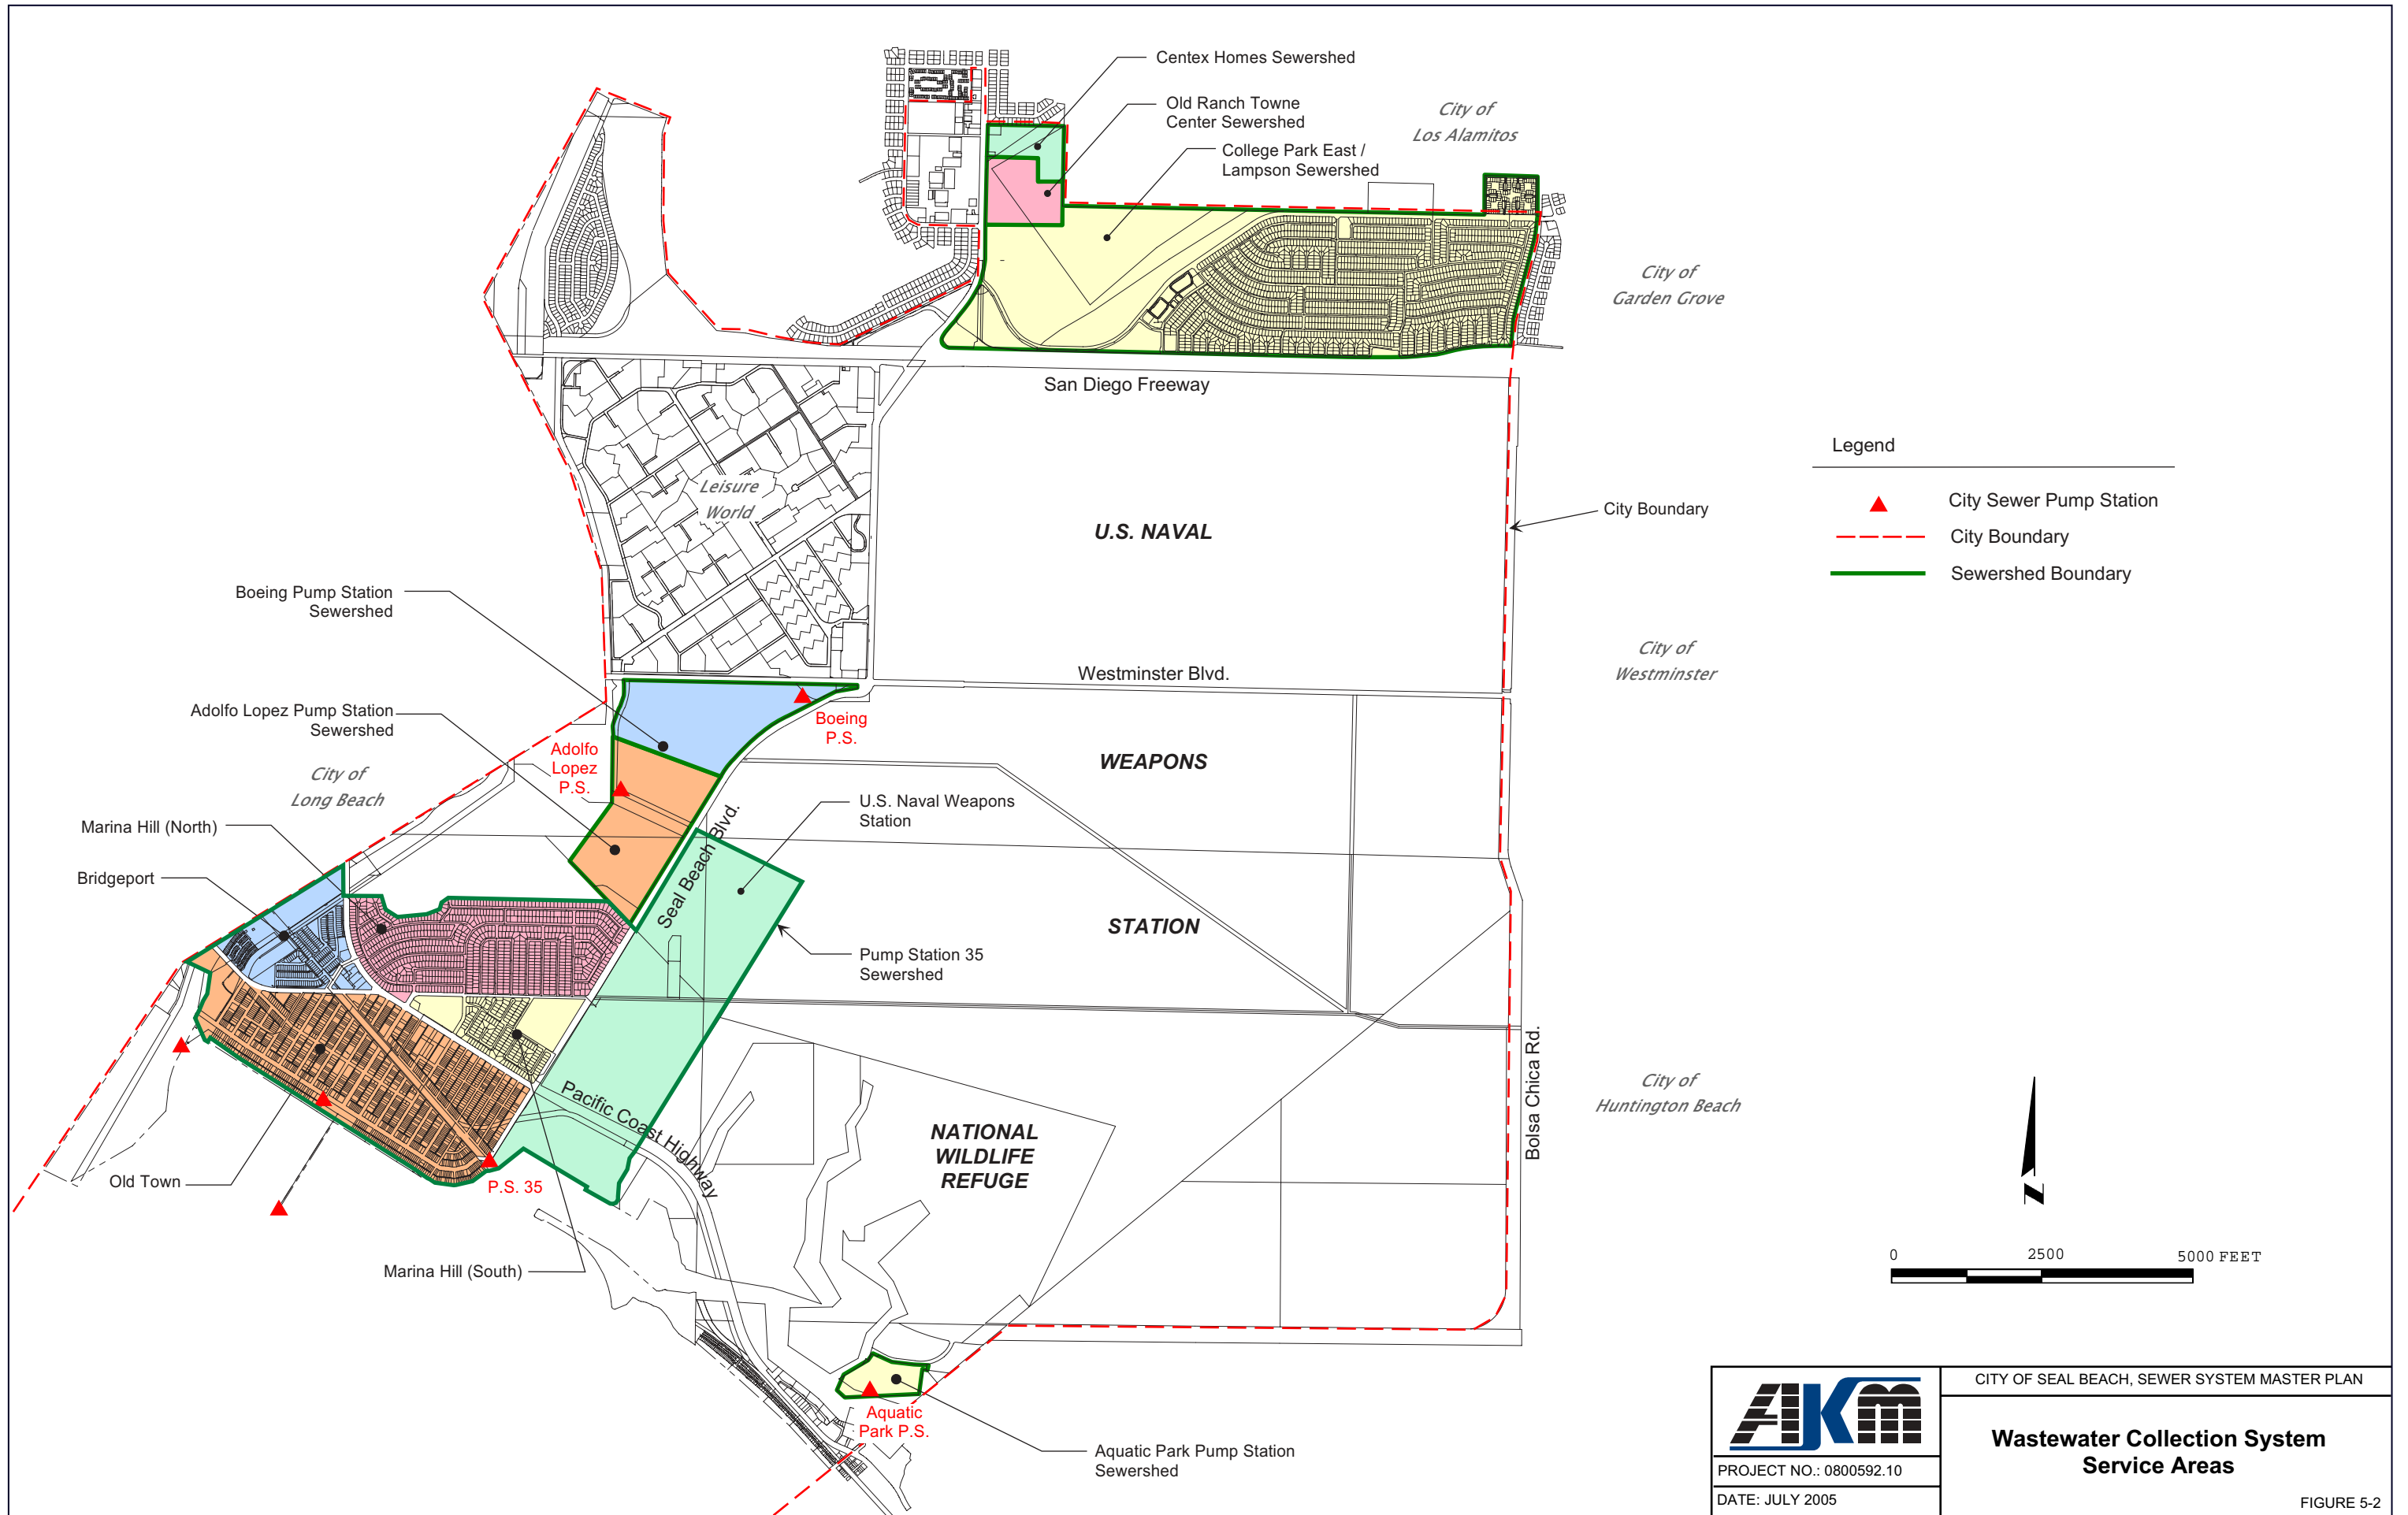 Centex Homes Sewershed
Old Ranch Towne
Center Sewershed
College Park East /
Lampson Sewershed
City of
Los Alamitos
City of
Garden Grove
San Diego Freeway
Legend
City Sewer Pump Station
City Boundary
Sewershed Boundary
City Boundary
Leisure
World
U.S. NAVAL
Boeing Pump Station
Sewershed
City of
Westminster
Westminster Blvd.
Adolfo Lopez Pump Station
Sewershed
Boeing
P.S.
Adolfo
Lopez
P.S.
WEAPONS
City of
Long Beach
U.S. Naval Weapons
Station
Marina Hill (North)
Seal Beach Blvd.
Bridgeport
STATION
Pump Station 35
Sewershed
Bolsa Chica Rd.
City of
Huntington Beach
Pacific Coast Highway
NATIONAL
WILDLIFE
REFUGE
Old Town
P.S. 35
N
Marina Hill (South)
0 2500 5000 FEET
Aquatic
Park P.S.
Aquatic Park Pump Station
Sewershed
AKM
CITY OF SEAL BEACH, SEWER SYSTEM MASTER PLAN
Wastewater Collection System
Service Areas
PROJECT NO.: 0800592.10
DATE: JULY 2005
FIGURE 5-2